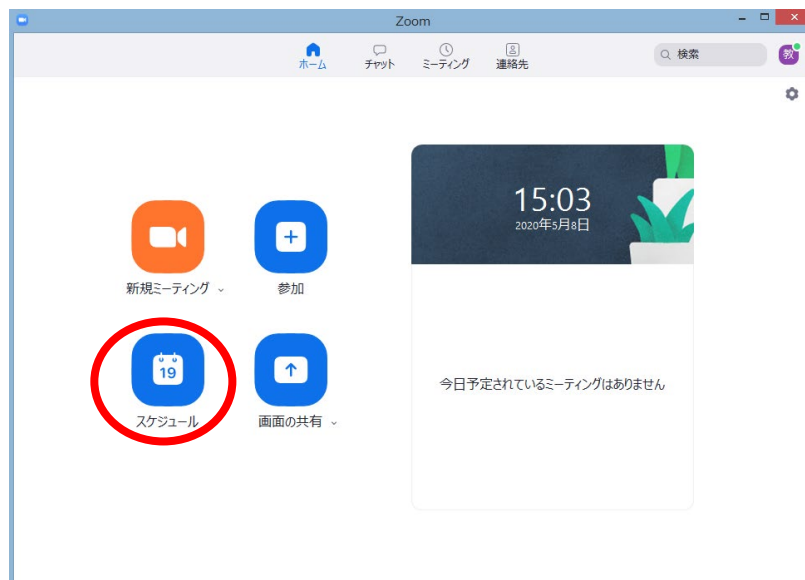 Zoom
ホーム
チャット
ミーティング
連絡先
検索
教
15:03
2020年5月8日
新規ミーティング
参加
19
スケジュール
画面の共有
今日予定されているミーティングはありません